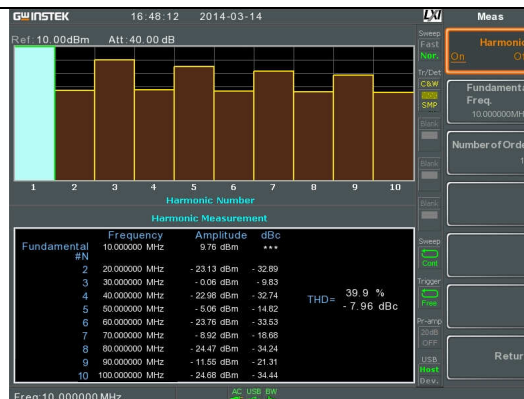 GWINSTEK 16:48:12 2014-03-14 LXI Meas
Ref:10.00dBm Att:40.00 dB
Sweep
Fast
Nor.
Tr/Det
C&W
SMP
Blank
Blank
Blank
Sweep
Cont
Trigger
Free
Pr-amp
20dB
OFF
USB
Host
Dev.
Harmonic
On
Fundamenta
Freq.
10.000000MH
Number of Orde
Retur
1 2 3 4 5 6 7 8 9 10
Harmonic Number
Harmonic Measurement
Frequency Amplitude dBc
Fundamental 10.000000 MHz 9.76 dBm ***
#N
2 20.000000 MHz - 23.13 dBm - 32.89
3 30.000000 MHz - 0.06 dBm - 9.83
4 40.000000 MHz - 22.98 dBm - 32.74
5 50.000000 MHz - 5.06 dBm - 14.82
6 60.000000 MHz - 23.76 dBm - 33.53
7 70.000000 MHz - 8.92 dBm - 18.68
8 80.000000 MHz - 24.47 dBm - 34.24
9 90.000000 MHz - 11.55 dBm - 21.31
10 100.000000 MHz - 24.68 dBm - 34.44
THD= 39.9 %
- 7.96 dBc
Freq:10.000000 MHz
AC USB BW